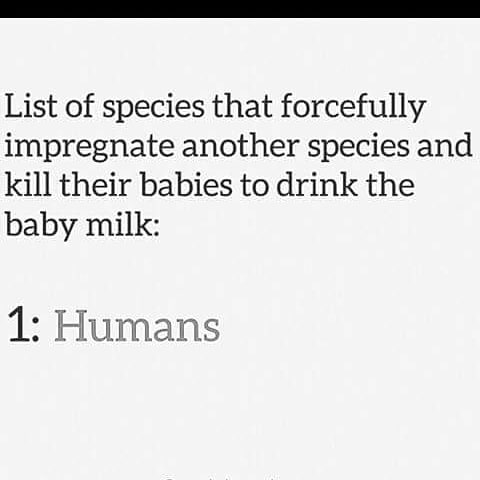 List of species that forcefully
impregnate another species and
kill their babies to drink the
baby milk:
1: Humans